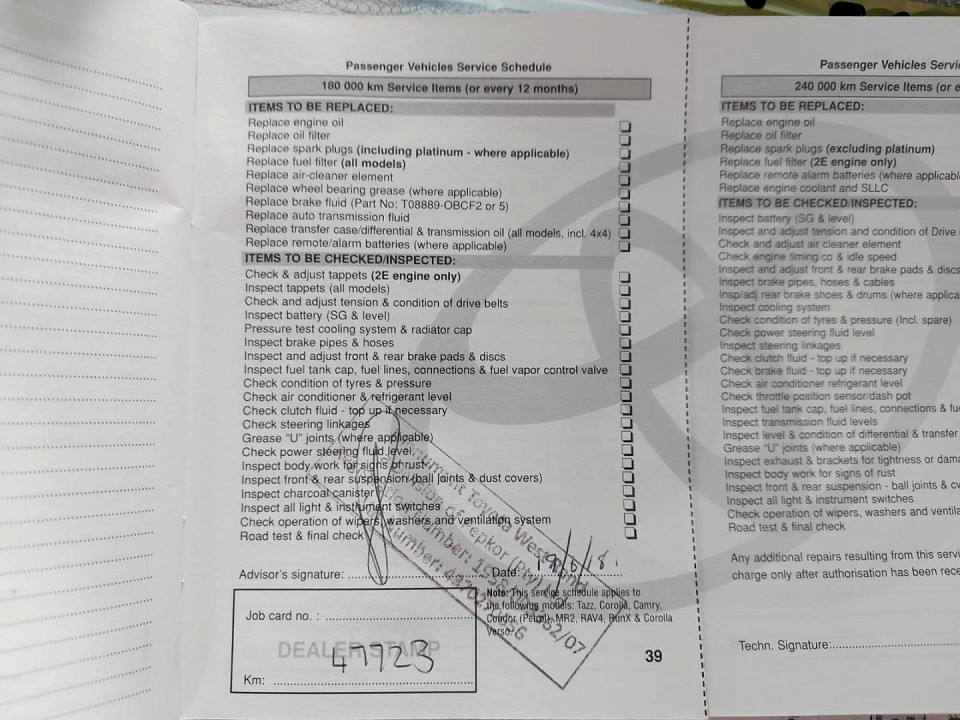 Passenger Vehicles Service Schedule
180 000 km Service Items (or every 12 months)
ITEMS TO BE REPLACED:
Replace engine oil
Replace oil filter
Replace spark plugs (including platinum - where applicable)
Replace fuel filter (all models)
Replace air-cleaner element
Replace wheel bearing grease (where applicable)
Replace brake fluid (Part No: T08889-OBCF2 or 5)
Replace auto transmission fluid
Replace transfer case/differential & transmission oil (all models, incl. 4x4)
Replace remote/alarm batteries (where applicable)
ITEMS TO BE CHECKED/INSPECTED:
Check & adjust tappets (2E engine only)
Inspect tappets (all models)
Check and adjust tension & condition of drive belts
Inspect battery (SG & level)
Pressure test cooling system & radiator cap
Inspect brake pipes & hoses
Inspect and adjust front & rear brake pads & discs
Inspect fuel tank cap, fuel lines, connections & fuel vapor control valve
Check condition of tyres & pressure
Check air conditioner & refrigerant level
Check clutch fluid - top up if necessary
Check steering linkages
Grease "U" joints (where applicable)
Check power steering fluid level
Inspect body work for signs of rust
Inspect front & rear suspension (ball joints & dust covers)
Inspect charcoal canister
Inspect all light & instrument switches
Check operation of wipers, washers and ventilation system
Road test & final check
Advisor's signature:
Date:
Note: This service schedule applies to
the following models: Tazz, Corolla, Camry,
Condor (Petrol), MR2, RAV4, RunX & Corolla
Verso.
Toyota West
Job card no. :
DEALER STAMP
47723
Km:
39
Passenger Vehicles
240 000 km Service Items (or
ITEMS TO BE REPLACED:
Replace engine oil
Replace oil filter
Replace spark plugs (excluding platinum)
Replace fuel filter (2E engine only)
Replace remote alarm batteries (where
Replace engine coolant and SLLC
ITEMS TO BE CHECKED/INSPECTED:
Inspect battery (SG & level)
Inspect and adjust tension and condition of Drive
Check and adjust air cleaner element
Check engine timing/co & idle speed
Inspect and adjust front & rear brake pads & discs
Inspect brake pipes, hoses & cables
Insp/adj rear brake shoes & drums (where
Inspect cooling system
Check condition of tyres & pressure (Incl. spare)
Check power steering fluid level
Inspect steering linkages
Check clutch fluid - top up if necessary
Check brake fluid - top up if necessary
Check air conditioner refrigerant level
Check throttle position sensor/dash pot
Inspect fuel tank cap, fuel lines, connections &
Inspect transmission fluid levels
Inspect level & condition of differential & transfer
Grease "U" joints (where applicable)
Inspect exhaust & brackets for tightness or
Inspect body work for signs of rust
Inspect front & rear suspension - ball joints &
Inspect all light & instrument switches
Check operation of wipers, washers and
Road test & final check
Any additional repairs resulting from this
charge only after authorisation has been
Techn. Signature: